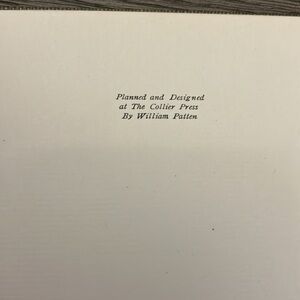 Planned and Designed
at The Collier Press
By William Patten